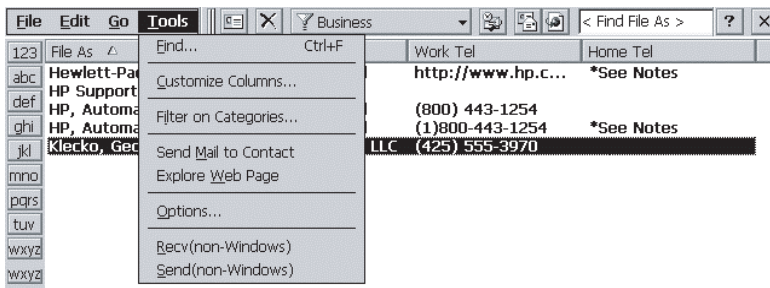 File Edit Go Tools Business < Find File As > ? ×
123 File As Work Tel Home Tel
abc Hewlett-Pa http://www.hp.c... *See Notes
HP Support
def HP, Automa (800) 443-1254
ghi HP, Automa (1)800-443-1254 *See Notes
jkl Klecko, Geo LLC (425) 555-3970
mno
pqrs
tuv
wxyz
wxyz
Find... Ctrl+F
Customize Columns...
Filter on Categories...
Send Mail to Contact
Explore Web Page
Options...
Recv(non-Windows)
Send(non-Windows)